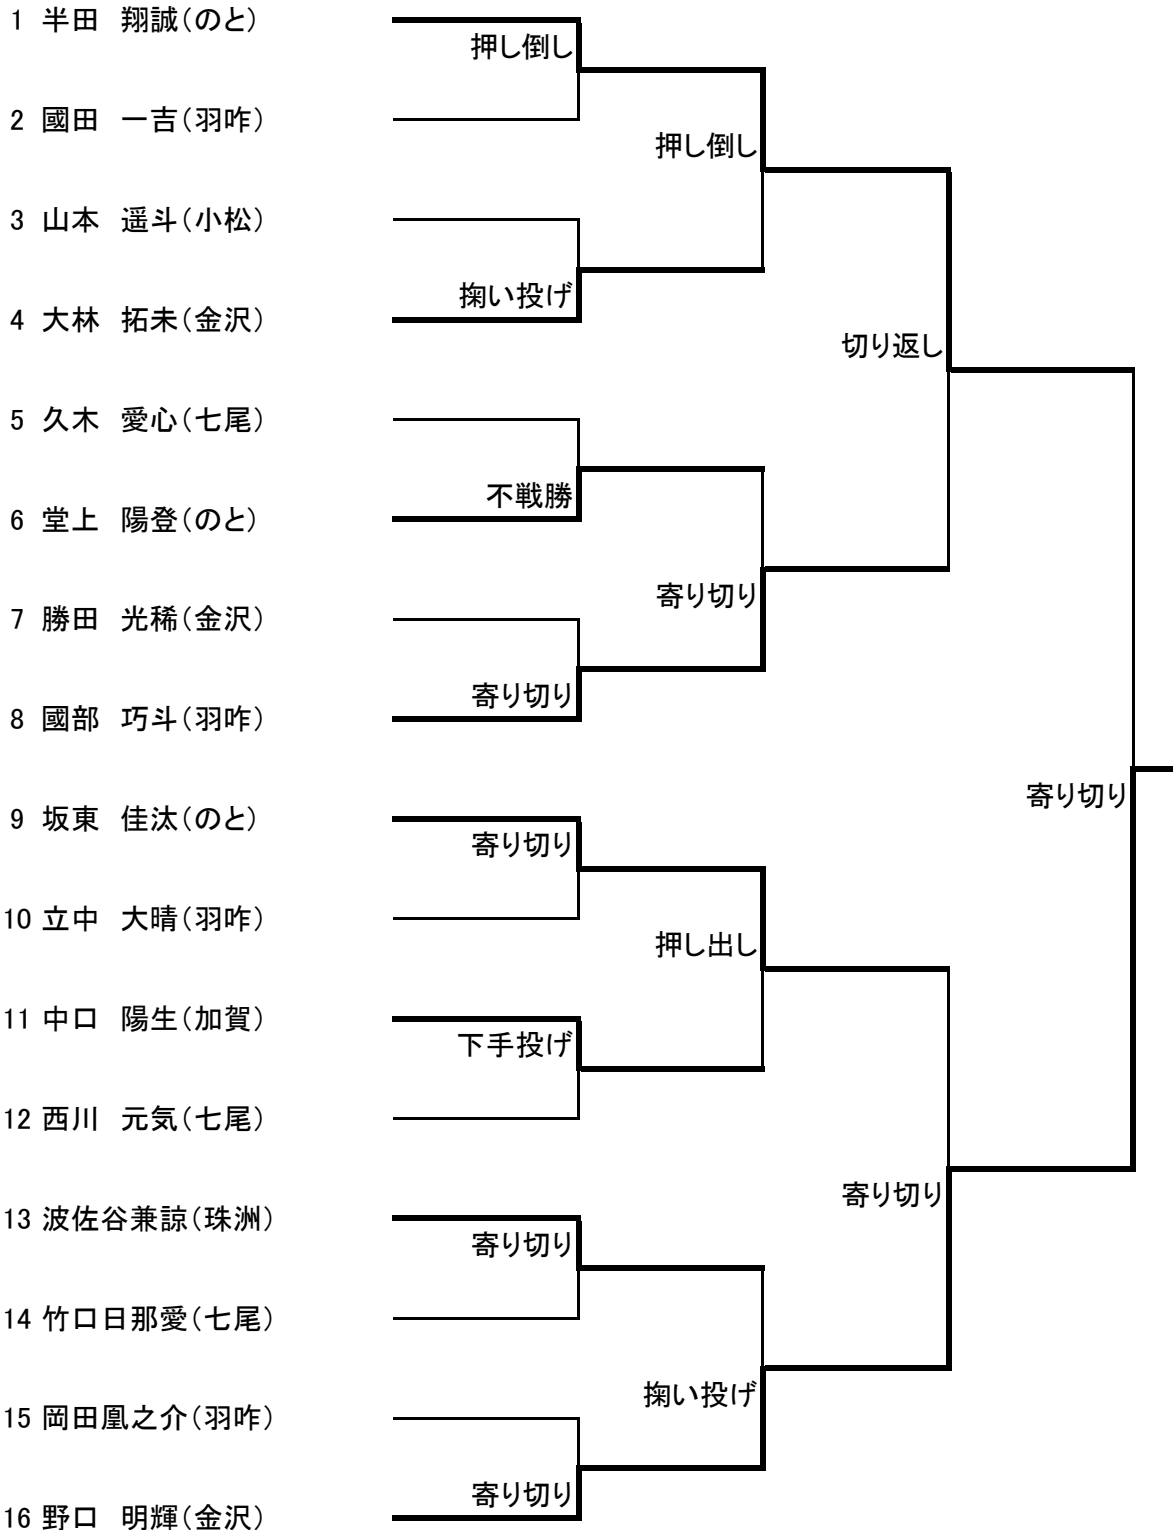 1 半田 翔誠（のと）
押し倒し
2 國田 一吉（羽咋）
押し倒し
3 山本 遥斗（小松）
掬い投げ
4 大林 拓未（金沢）
切り返し
5 久木 愛心（七尾）
不戦勝
6 堂上 陽登（のと）
寄り切り
7 勝田 光稀（金沢）
寄り切り
8 國部 巧斗（羽咋）
寄り切り
9 坂東 佳汰（のと）
寄り切り
10 立中 大晴（羽咋）
押し出し
11 中口 陽生（加賀）
下手投げ
12 西川 元気（七尾）
寄り切り
13 波佐谷兼諒（珠洲）
寄り切り
14 竹口日那愛（七尾）
掬い投げ
15 岡田凰之介（羽咋）
寄り切り
16 野口 明輝（金沢）